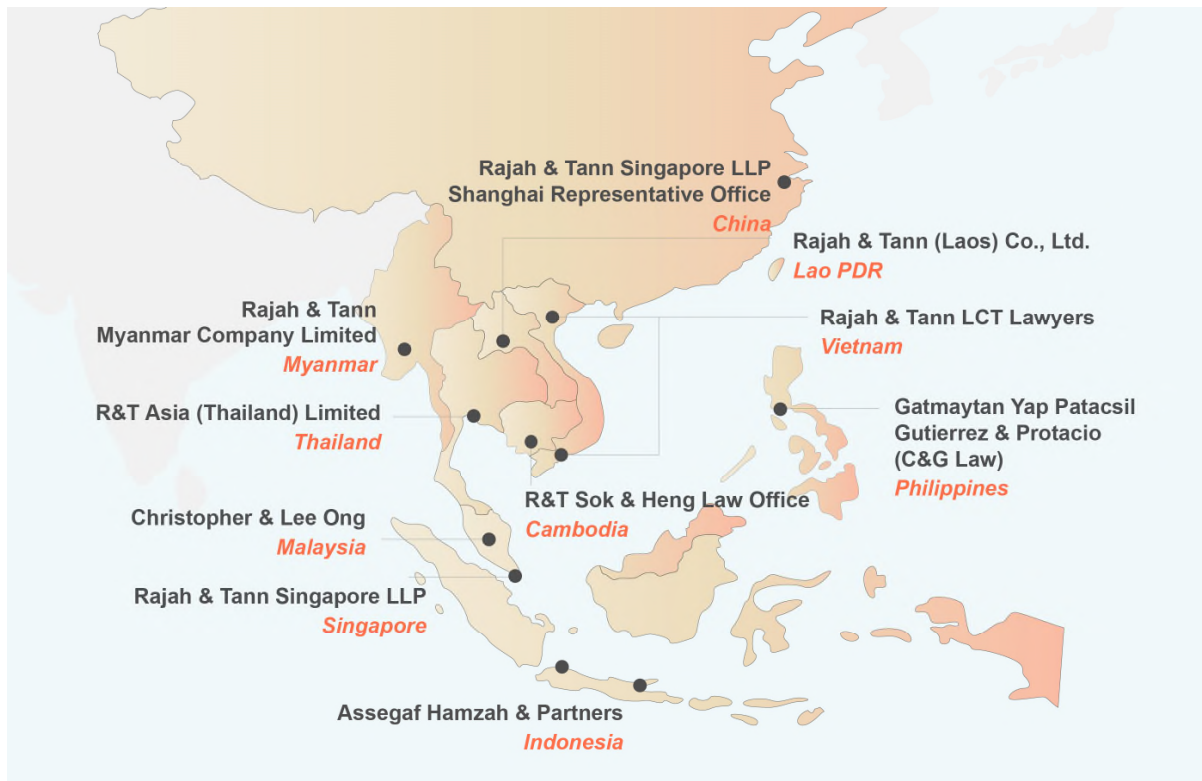 Rajah & Tann Singapore LLP
Shanghai Representative Office
China
Rajah & Tann (Laos) Co., Ltd.
Lao PDR
Rajah & Tann
Myanmar Company Limited
Myanmar
Rajah & Tann LCT Lawyers
Vietnam
R&T Asia (Thailand) Limited
Thailand
Gatmaytan Yap Patacsil
Gutierrez & Protacio
(C&G Law)
Philippines
R&T Sok & Heng Law Office
Cambodia
Christopher & Lee Ong
Malaysia
Rajah & Tann Singapore LLP
Singapore
Assegaf Hamzah & Partners
Indonesia